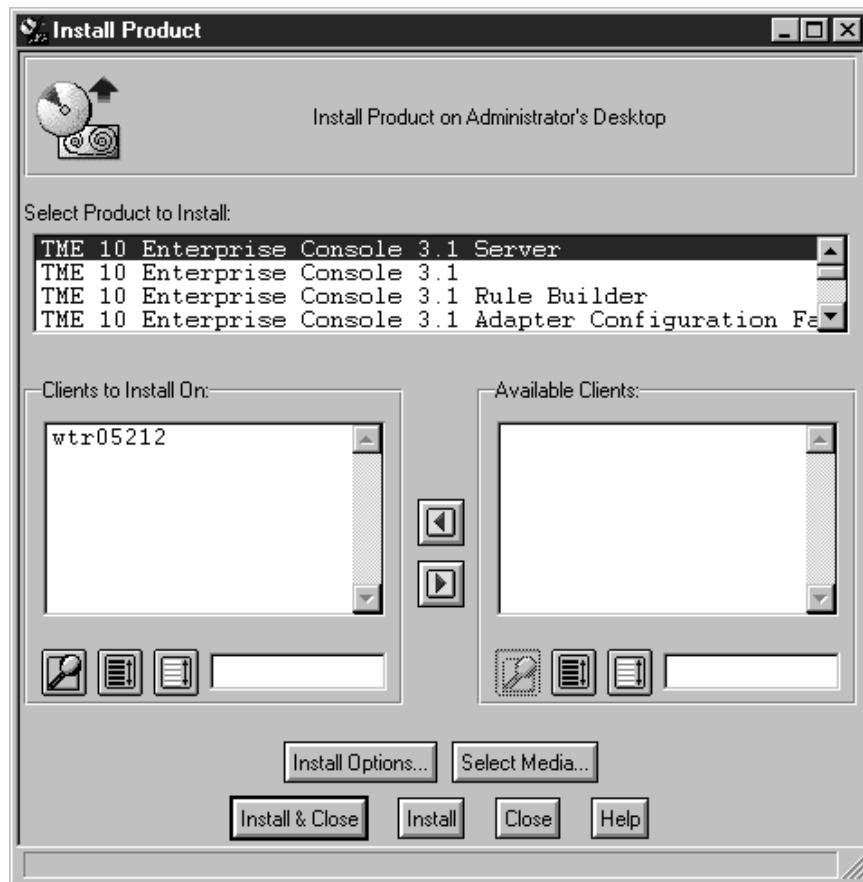 Install Product
Install Product on Administrator's Desktop
Select Product to Install:
TME 10 Enterprise Console 3.1 Server
TME 10 Enterprise Console 3.1
TME 10 Enterprise Console 3.1 Rule Builder
TME 10 Enterprise Console 3.1 Adapter Configuration Fa
Clients to Install On:
Available Clients:
wtr05212
Install Options...
Select Media...
Install & Close
Install
Close
Help